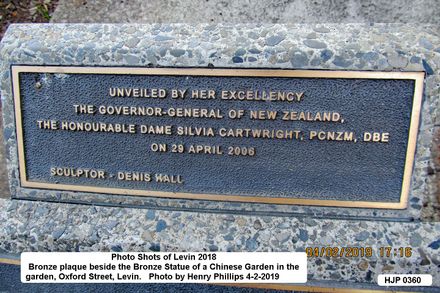 UNVEILED BY HER EXCELLENCY
THE GOVERNOR-GENERAL OF NEW ZEALAND,
THE HONOURABLE DAME SILVIA CARTWRIGHT, PCNZM, DBE
ON 29 APRIL 2006
SCULPTOR - DENIS HALL
04/02/2019 17:16
Photo Shots of Levin 2018
Bronze plaque beside the Bronze Statue of a Chinese Garden in the
garden, Oxford Street, Levin. Photo by Henry Phillips 4-2-2019
HJP 0360